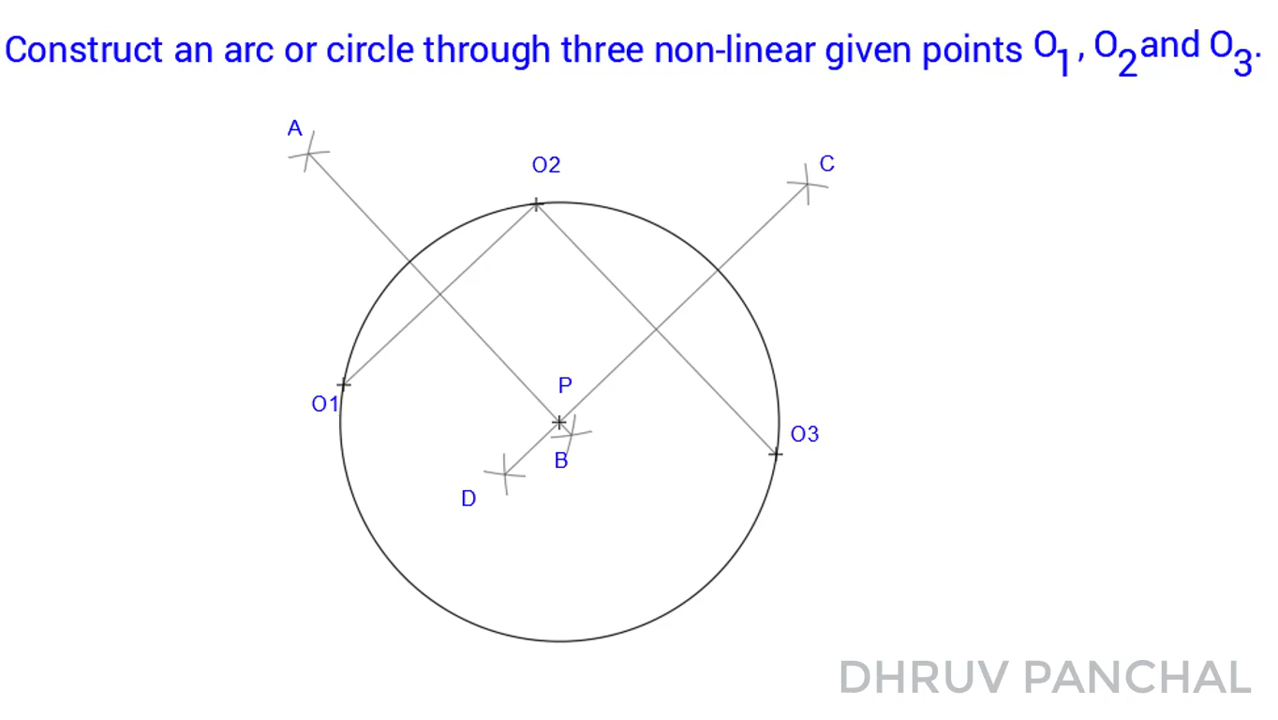 Construct an arc or circle through three non-linear given points O1, O2 and O3.
A
O2
C
P
O1
O3
B
D
DHRUV PANCHAL